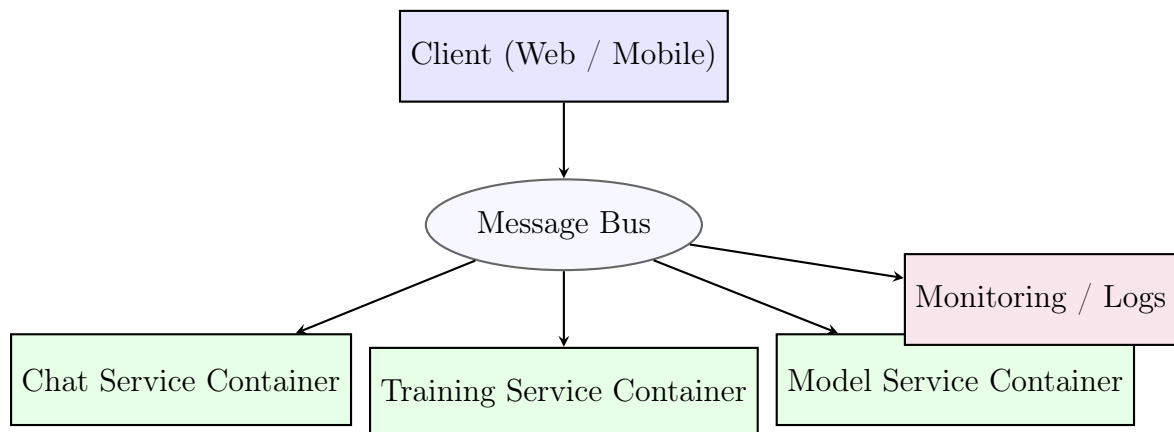 Client (Web / Mobile)
Message Bus
Monitoring / Logs
Chat Service Container
Training Service Container
Model Service Container